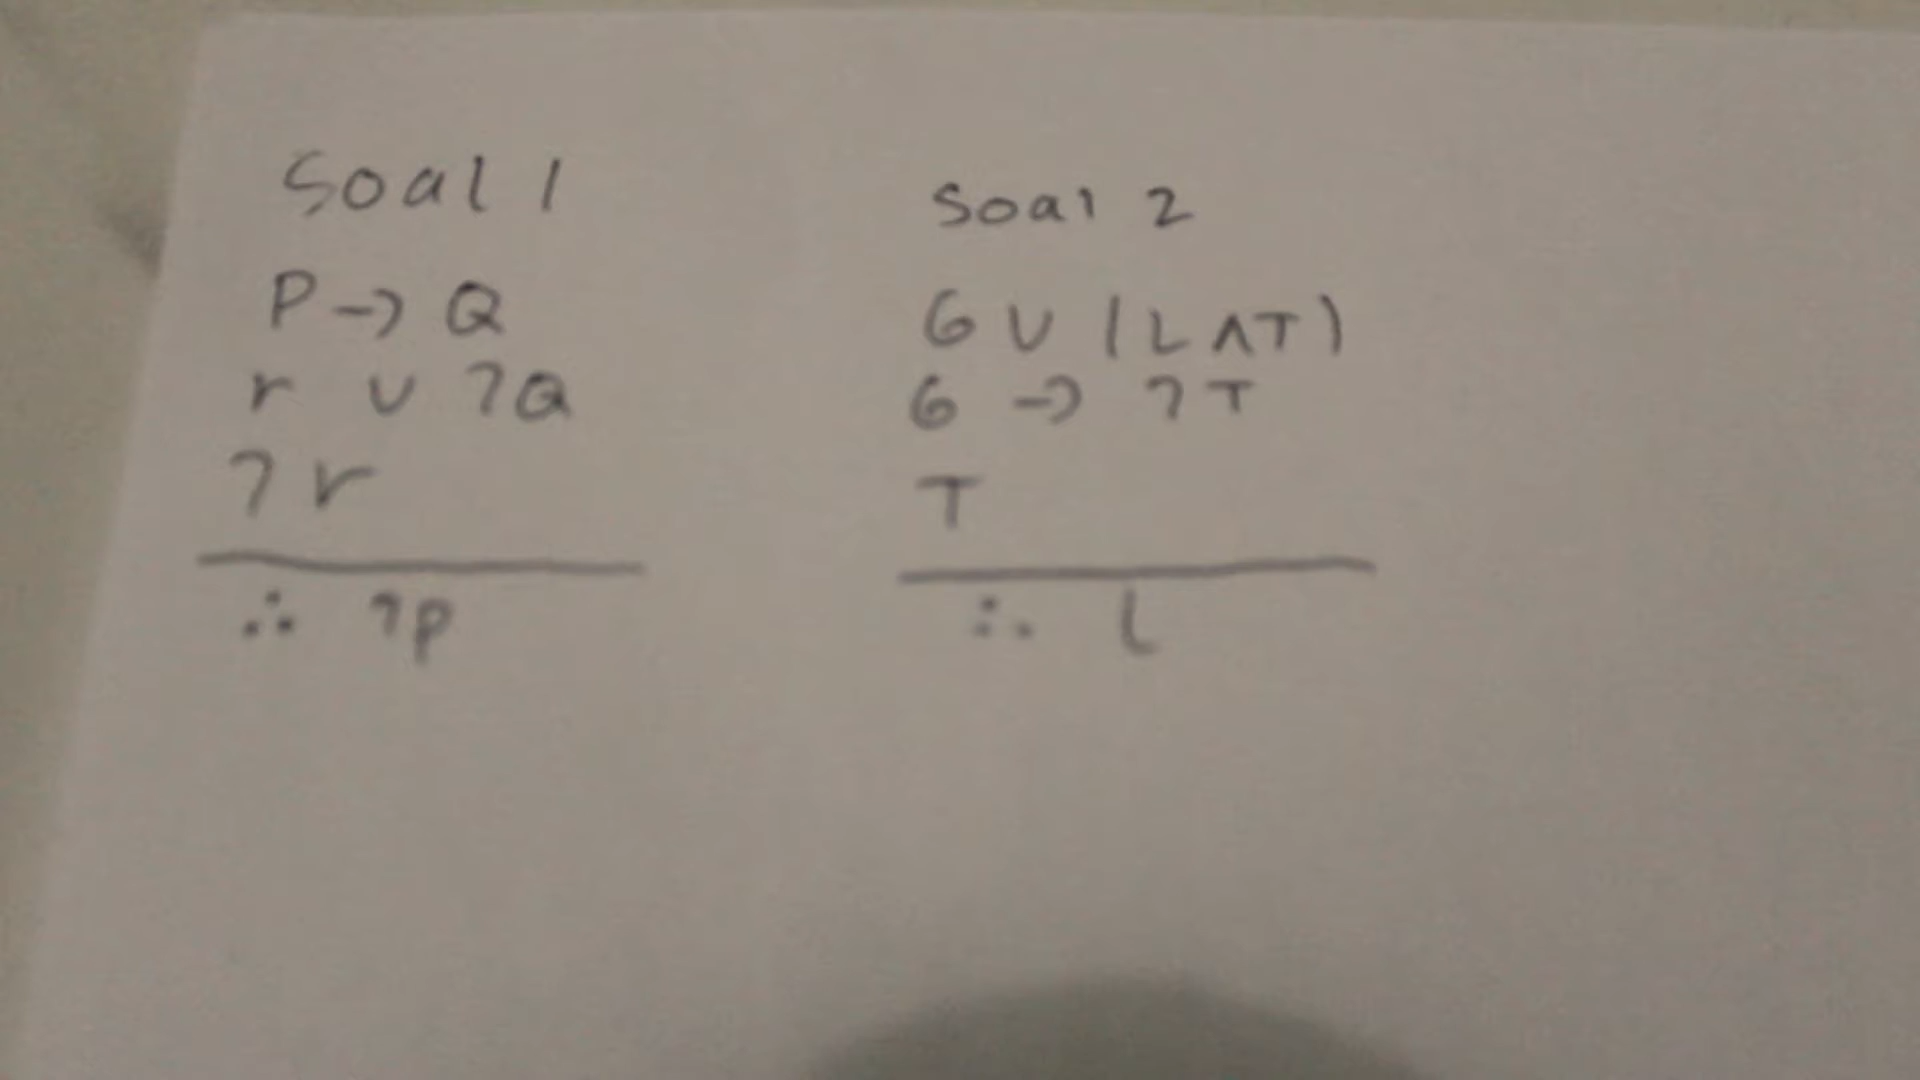 Soal 1
P → Q
r ∨ ¬Q
¬r
∴ ¬p
Soal 2
G ∨ (L ∧ T)
G → ¬T
T
∴ L